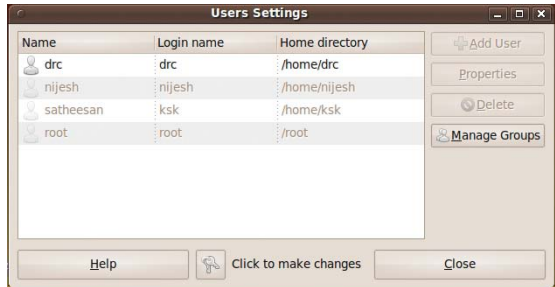 Users Settings
Name Login name Home directory
drc drc /home/drc
nijesh nijesh /home/nijesh
satheesan ksk /home/ksk
root root /root
Add User
Properties
Delete
Manage Groups
Help Click to make changes Close